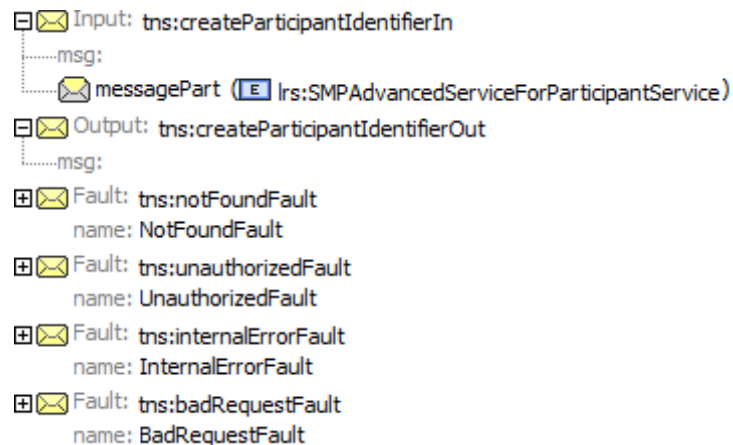 Input: tns:createParticipantIdentifierIn
msg:
messagePart (E lrs:SMPAdvancedServiceForParticipantService)
Output: tns:createParticipantIdentifierOut
msg:
Fault: tns:notFoundFault
name: NotFoundFault
Fault: tns:unauthorizedFault
name: UnauthorizedFault
Fault: tns:internalErrorFault
name: InternalErrorFault
Fault: tns:badRequestFault
name: BadRequestFault